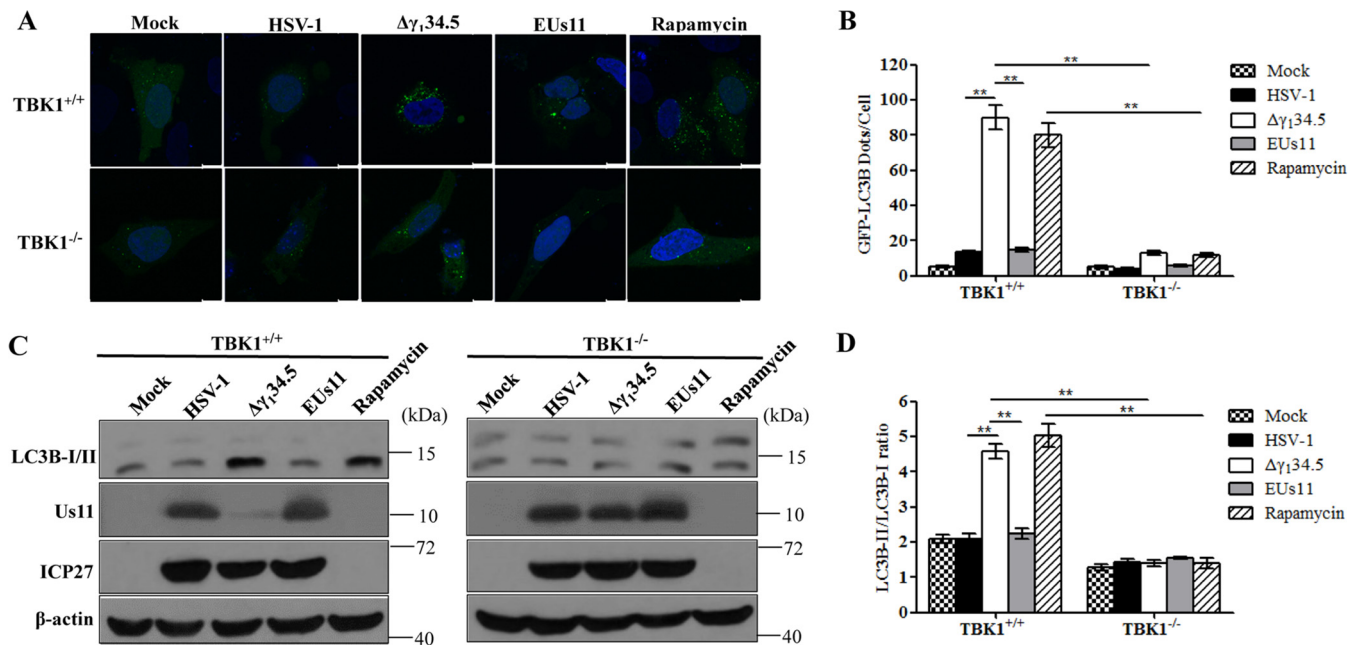 A
Mock HSV-1 Δγ₁34.5 EUs11 Rapamycin
TBK1⁺/⁺
TBK1⁻/⁻
B
GFP-LC3B Dots/Cell
120
100
80
60
40
20
0
** ** ** **
TBK1⁺/⁺ TBK1⁻/⁻
Mock
HSV-1
Δγ₁34.5
EUs11
Rapamycin
C
TBK1⁺/⁺ TBK1⁻/⁻
Mock HSV-1 Δγ₁34.5 EUs11 Rapamycin Mock HSV-1 Δγ₁34.5 EUs11 Rapamycin
(kDa) (kDa)
LC3B-I/II 15 15
Us11 10 10
72 72
ICP27
β-actin
40 40
D
LC3B-II/LC3B-I ratio
6
5
4
3
2
1
0
** ** ** **
TBK1⁺/⁺ TBK1⁻/⁻
Mock
HSV-1
Δγ₁34.5
EUs11
Rapamycin